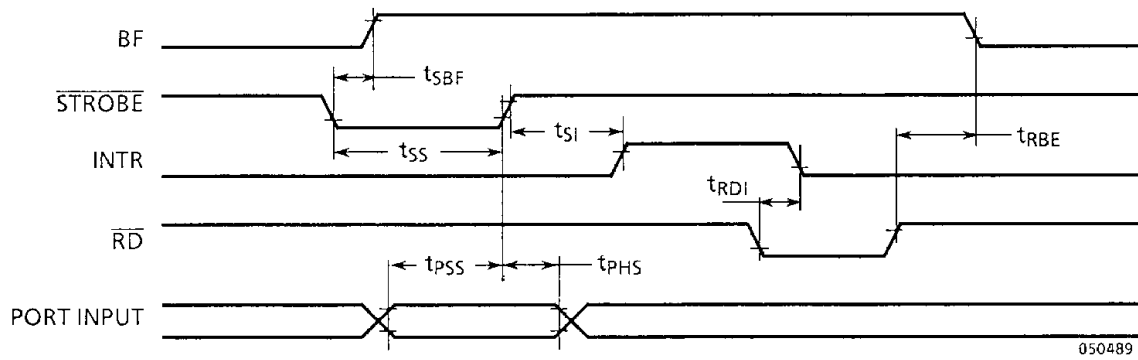 BF
tSBF
STROBE
tSI
tRBE
INTR
tSS
tRDI
RD
tPSS
tPHS
PORT INPUT
050489